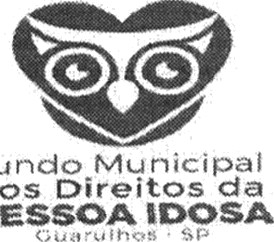 undo Municipal
os Direitos da
ESSOA IDOSA
Guarulhos - SP